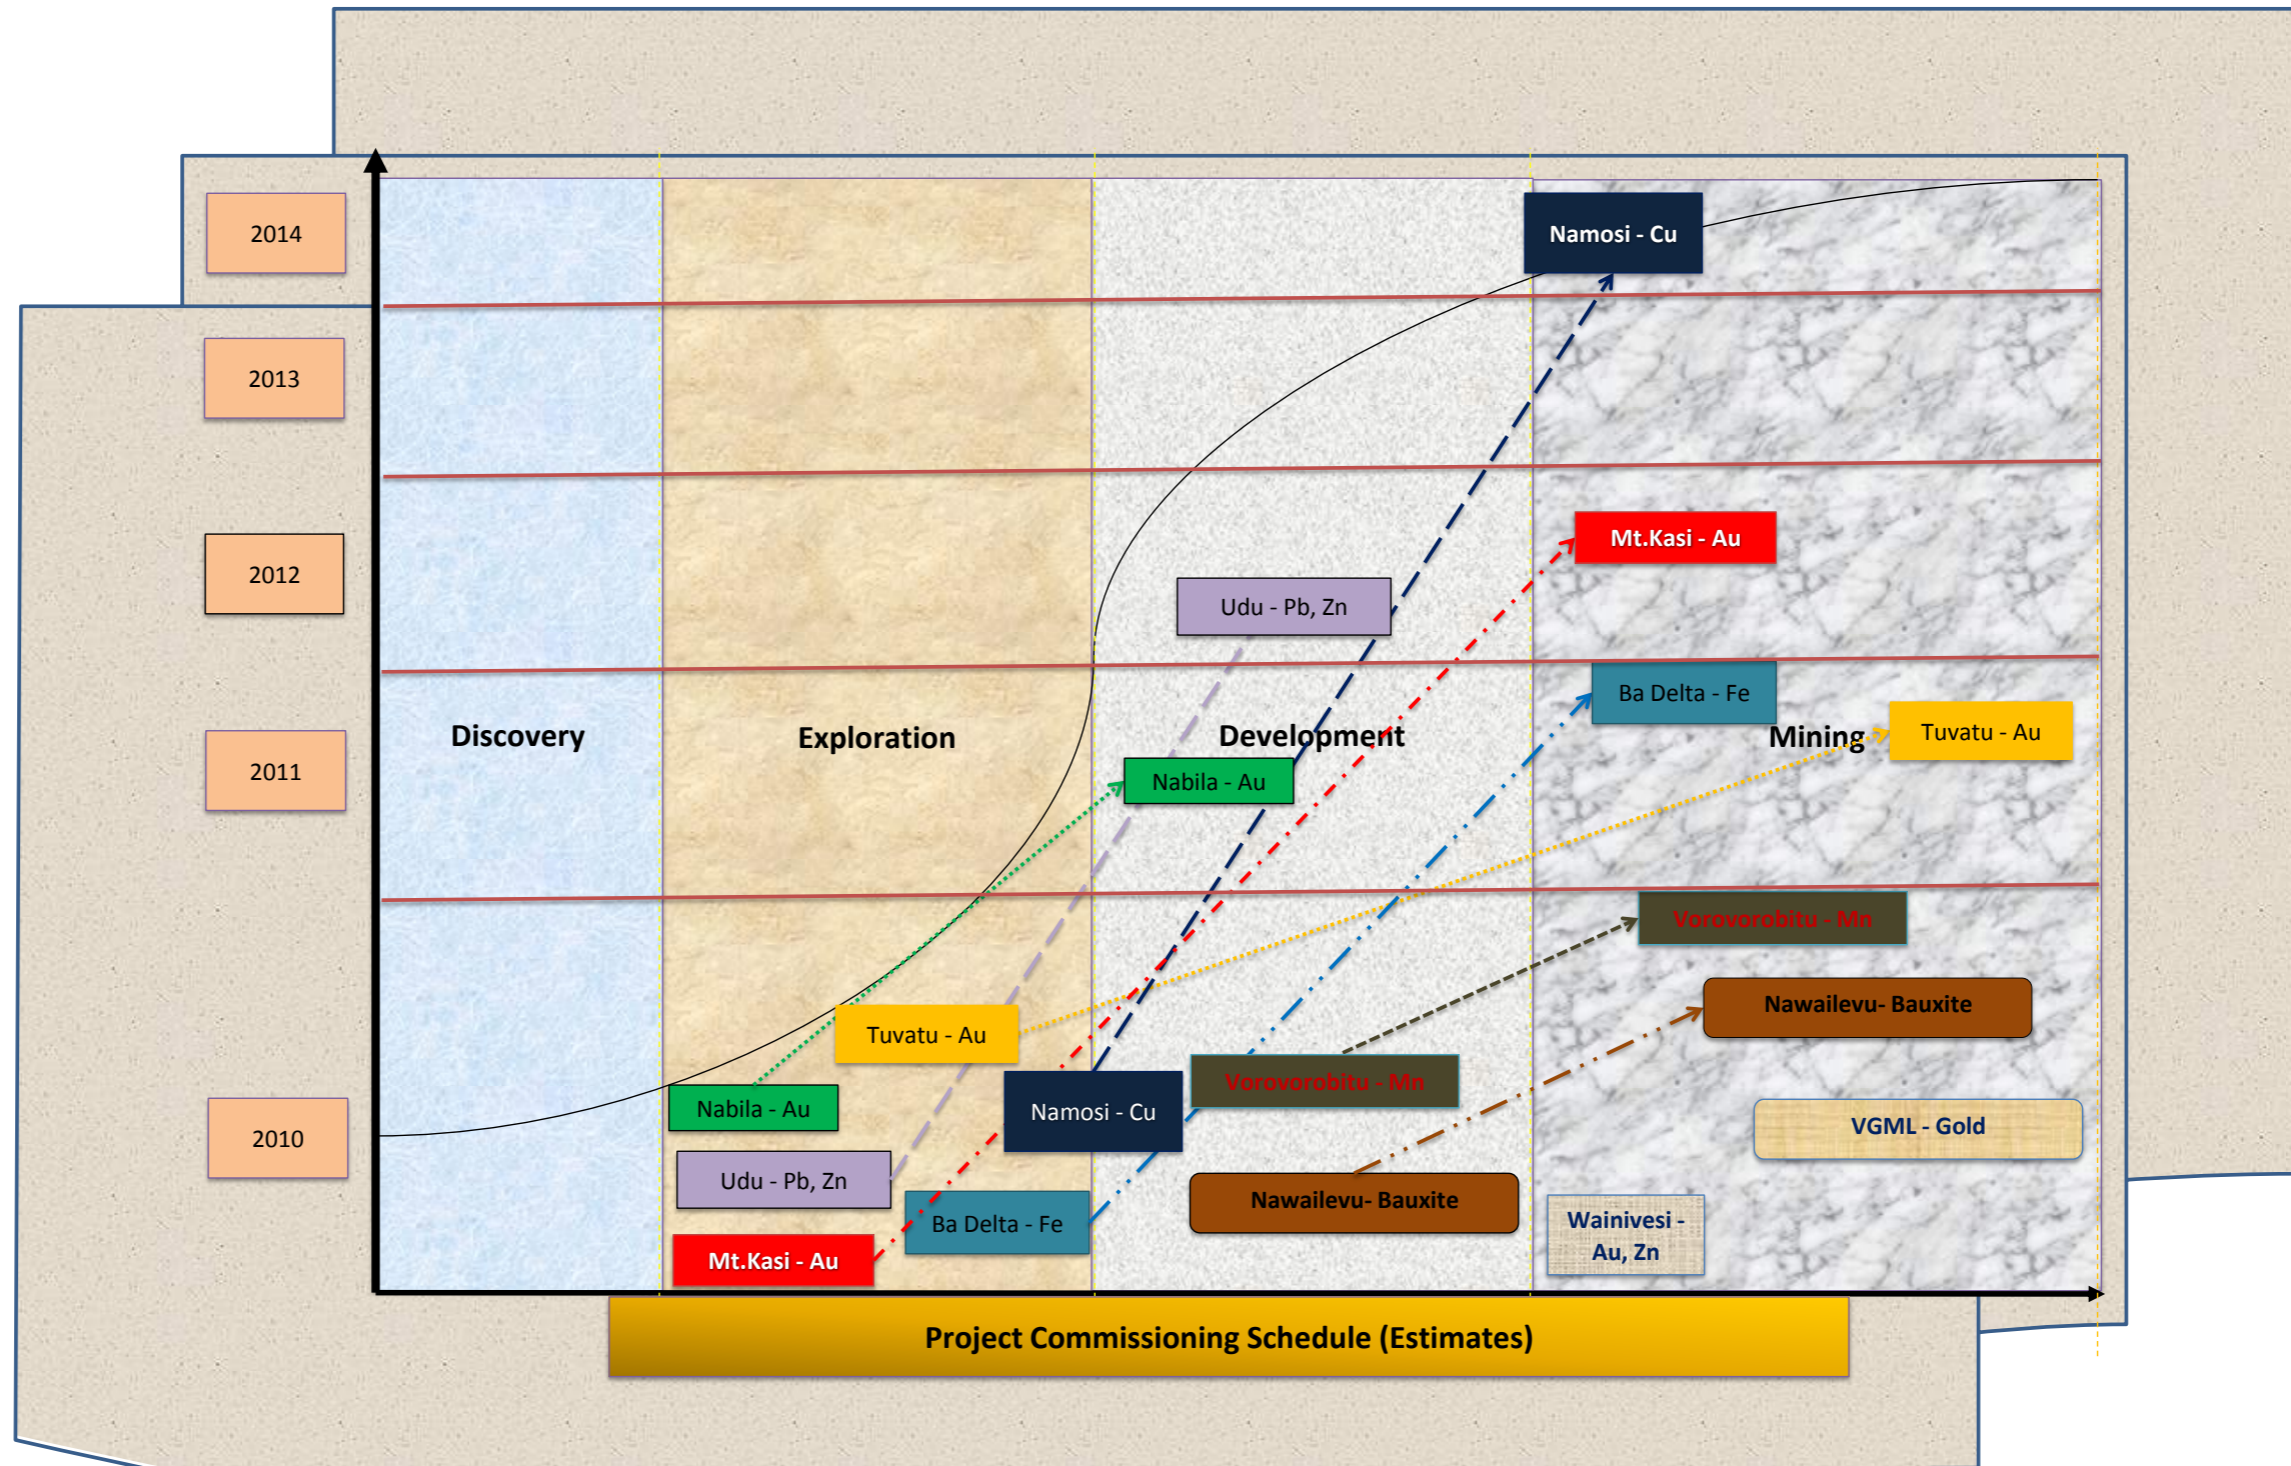 2014
Namosi - Cu
2013
Mt.Kasi - Au
2012
Udu - Pb, Zn
Ba Delta - Fe
Discovery
Exploration
Development
Mining
Tuvatu - Au
2011
Nabila - Au
Vorovorobitu - Mn
Nawailevu- Bauxite
Tuvatu - Au
Vorovorobitu - Mn
Nabila - Au
Namosi - Cu
VGML - Gold
2010
Udu - Pb, Zn
Nawailevu- Bauxite
Ba Delta - Fe
Wainivesi -
Au, Zn
Mt.Kasi - Au
Project Commissioning Schedule (Estimates)